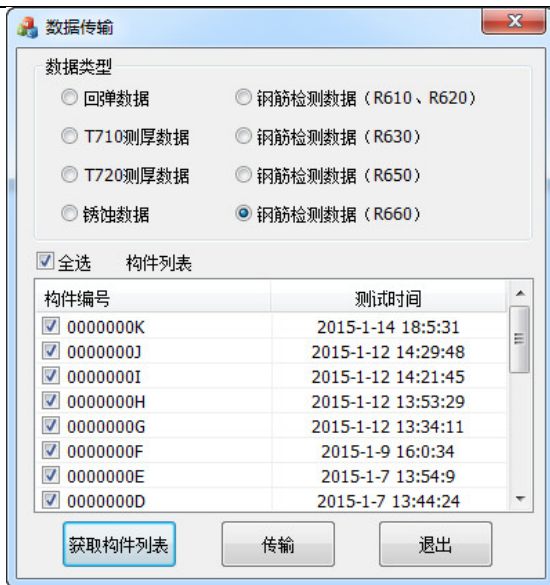 数据传输
数据类型
回弹数据 钢筋检测数据（R610、R620）
T710测厚数据 钢筋检测数据（R630）
T720测厚数据 钢筋检测数据（R650）
锈蚀数据 钢筋检测数据（R660）
全选 构件列表
构件编号 测试时间
0000000K 2015-1-14 18:5:31
0000000J 2015-1-12 14:29:48
0000000I 2015-1-12 14:21:45
0000000H 2015-1-12 13:53:29
0000000G 2015-1-12 13:34:11
0000000F 2015-1-9 16:0:34
0000000E 2015-1-7 13:54:9
0000000D 2015-1-7 13:44:24
获取构件列表 传输 退出